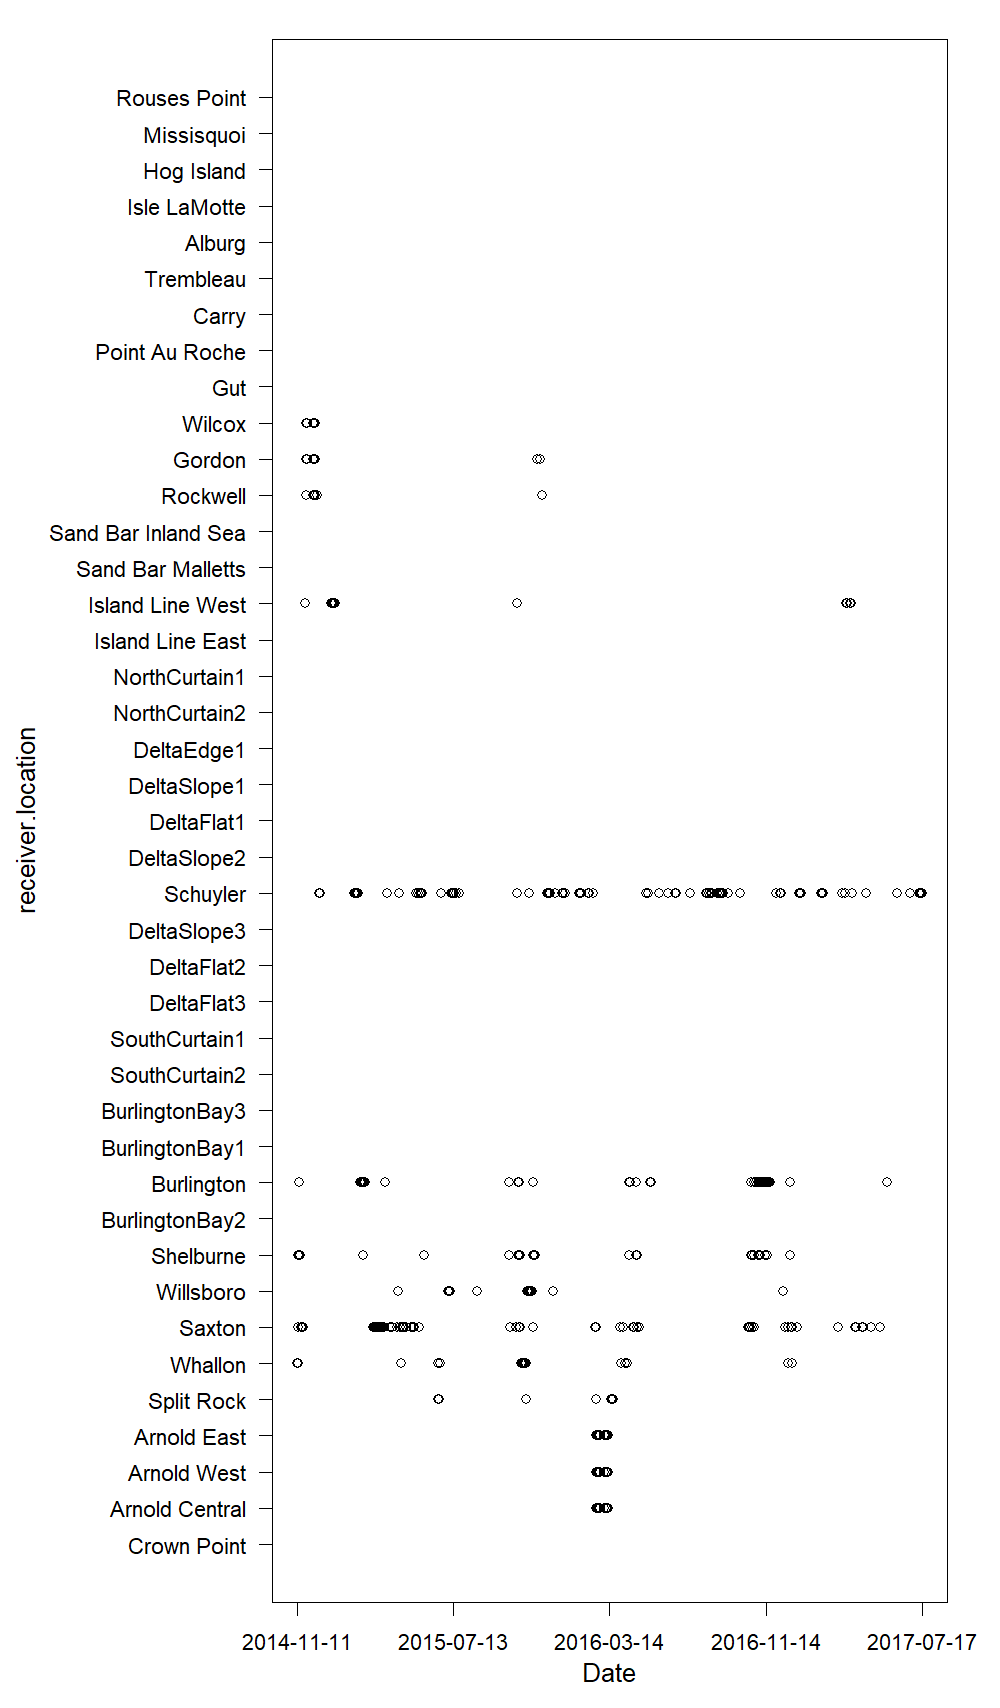 Rouses Point
Missisquoi
Hog Island
Isle LaMotte
Alburg
Trembleau
Carry
Point Au Roche
Gut
Wilcox
Gordon
Rockwell
Sand Bar Inland Sea
Sand Bar Malletts
Island Line West
Island Line East
NorthCurtain1
NorthCurtain2
DeltaEdge1
DeltaSlope1
DeltaFlat1
DeltaSlope2
Schuyler
DeltaSlope3
DeltaFlat2
DeltaFlat3
SouthCurtain1
SouthCurtain2
BurlingtonBay3
BurlingtonBay1
Burlington
BurlingtonBay2
Shelburne
Willsboro
Saxton
Whallon
Split Rock
Arnold East
Arnold West
Arnold Central
Crown Point
receiver.location
2014-11-11 2015-07-13 2016-03-14 2016-11-14 2017-07-17
Date